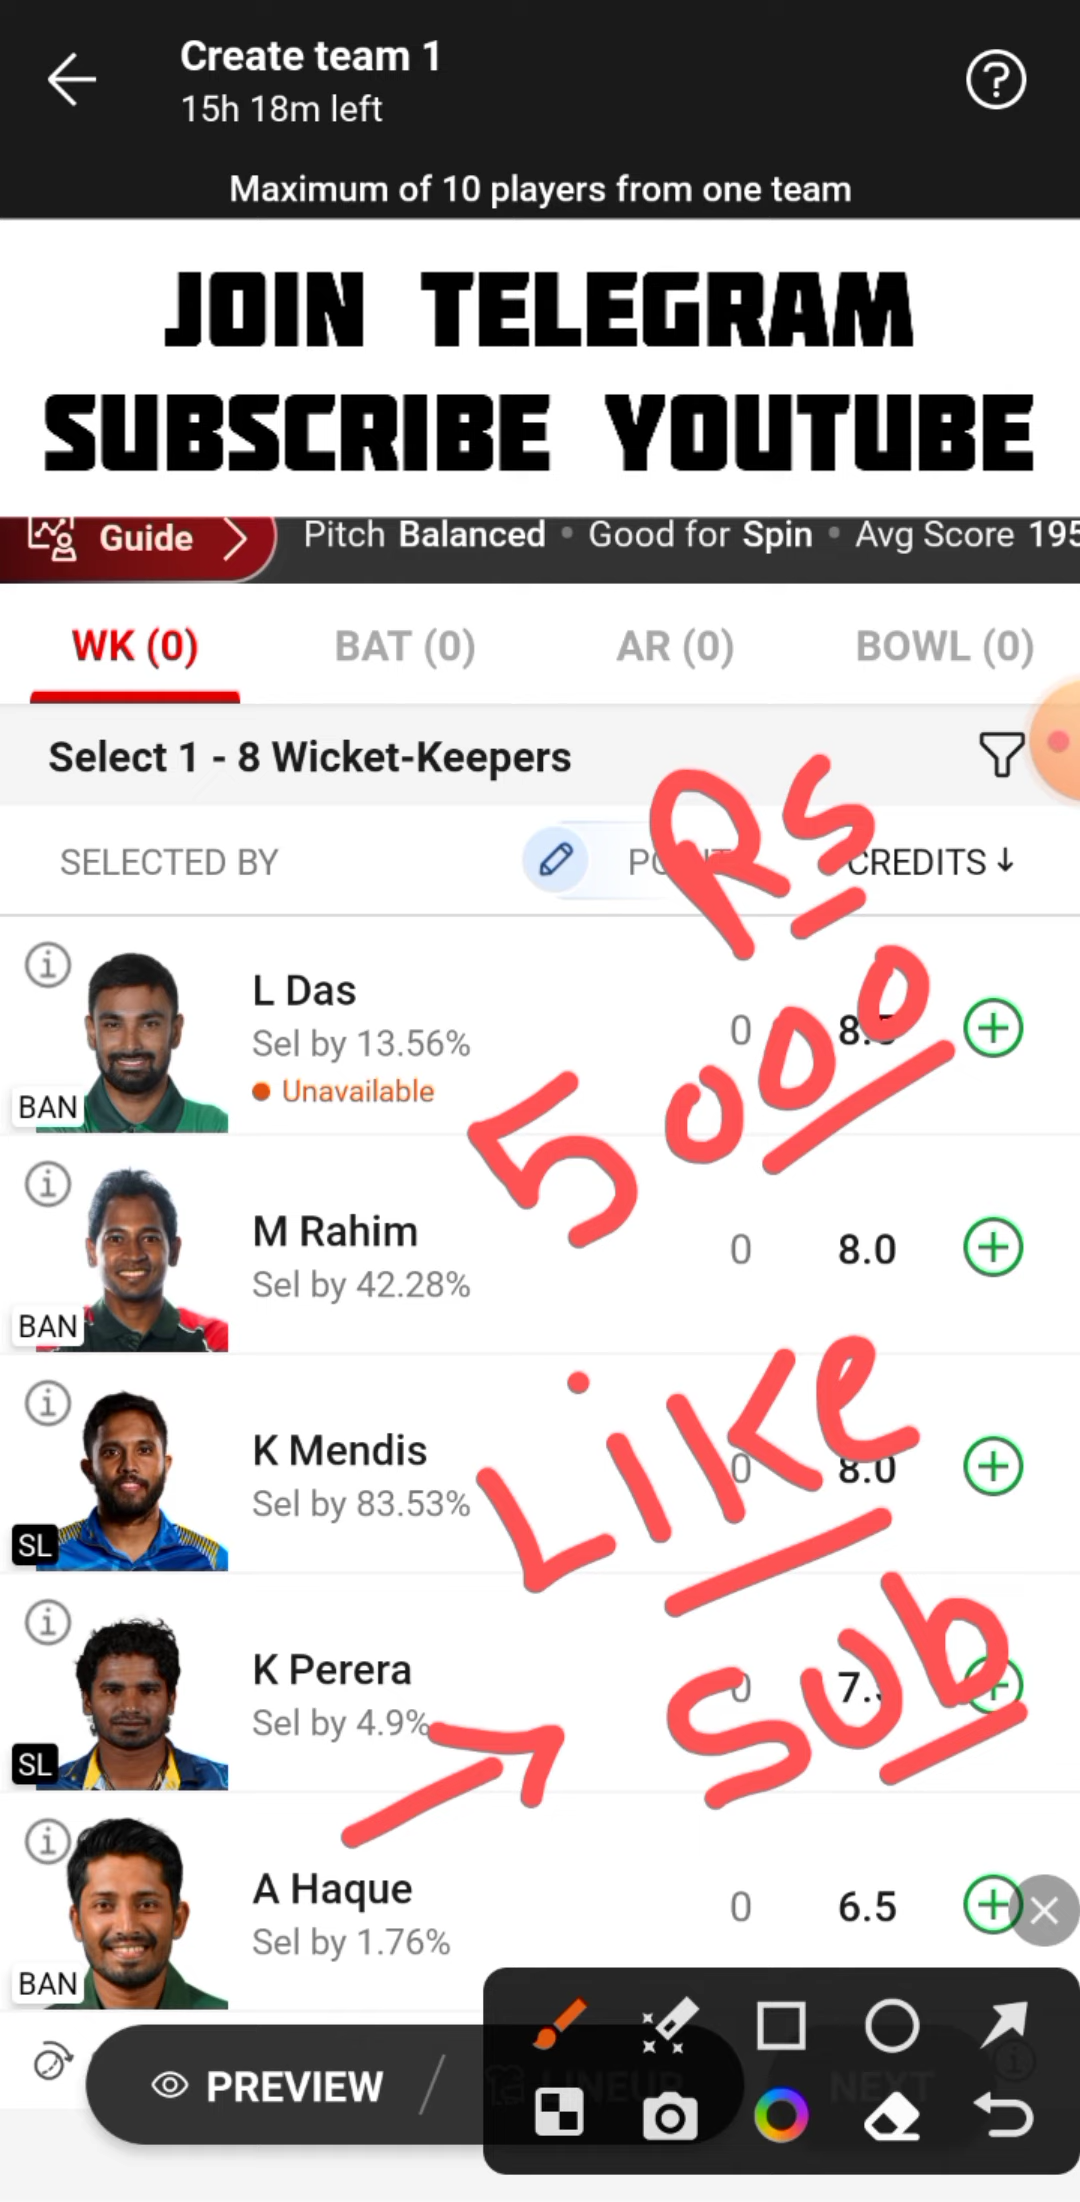 Create team 1
15h 18m left
Maximum of 10 players from one team
JOIN TELEGRAM
SUBSCRIBE YOUTUBE
Guide Pitch Balanced • Good for Spin • Avg Score 195
WK (0) BAT (0) AR (0) BOWL (0)
Select 1 - 8 Wicket-Keepers
Rs
SELECTED BY CREDITS ↓
L Das
Sel by 13.56% 0
Unavailable
BAN
5000
M Rahim
Sel by 42.28% 0 8.0
BAN
Like
K Mendis
Sel by 83.53% 0 8.0
SL
Sub
K Perera
Sel by 4.9% 0
SL
A Haque
Sel by 1.76% 0 6.5
BAN
PREVIEW LINEUP NEXT